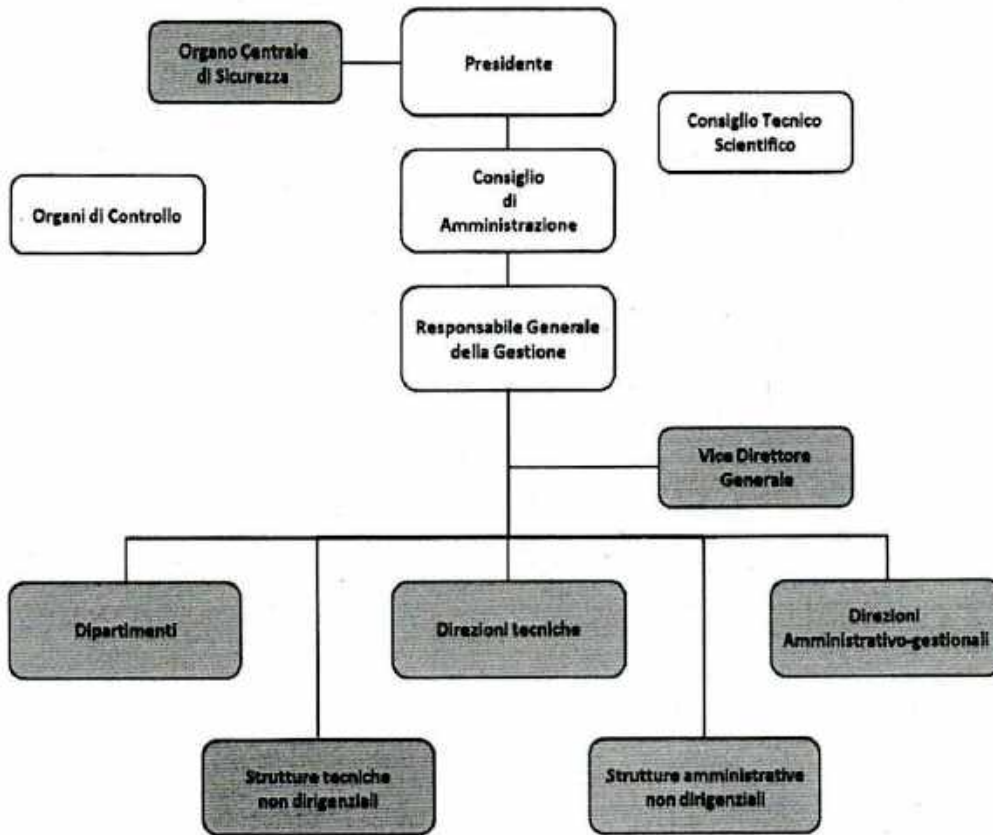 Organo Centrale
di Sicurezza
Presidente
Consiglio Tecnico
Scientifico
Consiglio
di
Amministrazione
Organi di Controllo
Responsabile Generale
della Gestione
Vice Direttore
Generale
Dipartimenti
Direzioni tecniche
Direzioni
Amministrativo-gestionali
Strutture tecniche
non dirigenziali
Strutture amministrative
non dirigenziali